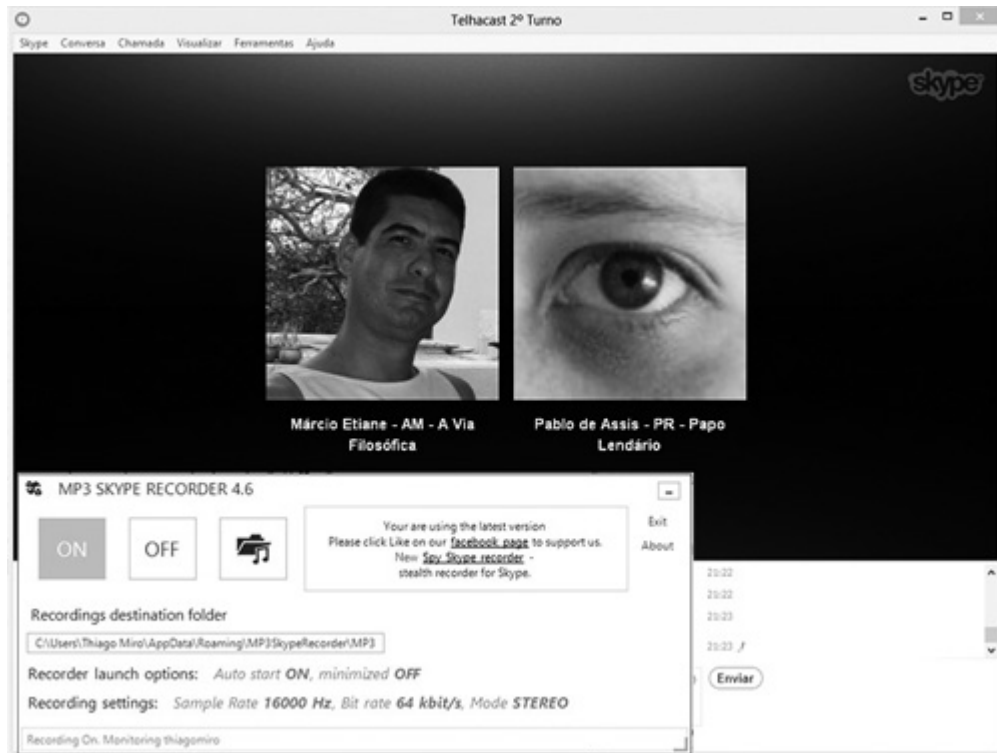 Telhacast 2º Turno
Skype Conversa Chamada Visualizar Ferramentas Ajuda
skype
Márcio Etiane - AM - A Via
Filosófica
Pablo de Assis - PR - Papo
Lendário
MP3 SKYPE RECORDER 4.6
ON
OFF
Your are using the latest version
Please click Like on our facebook page to support us.
New Spy Skype recorder -
stealth recorder for Skype.
Exit
About
Recordings destination folder
C:\Users\Thiago Miro\AppData\Roaming\MP3SkypeRecorder\MP3
Recorder launch options: Auto start ON, minimized OFF
Recording settings: Sample Rate 16000 Hz, Bit rate 64 kbit/s, Mode STEREO
Recording On. Monitoring thiagomiro
21:22
21:22
21:23
21:23
Enviar